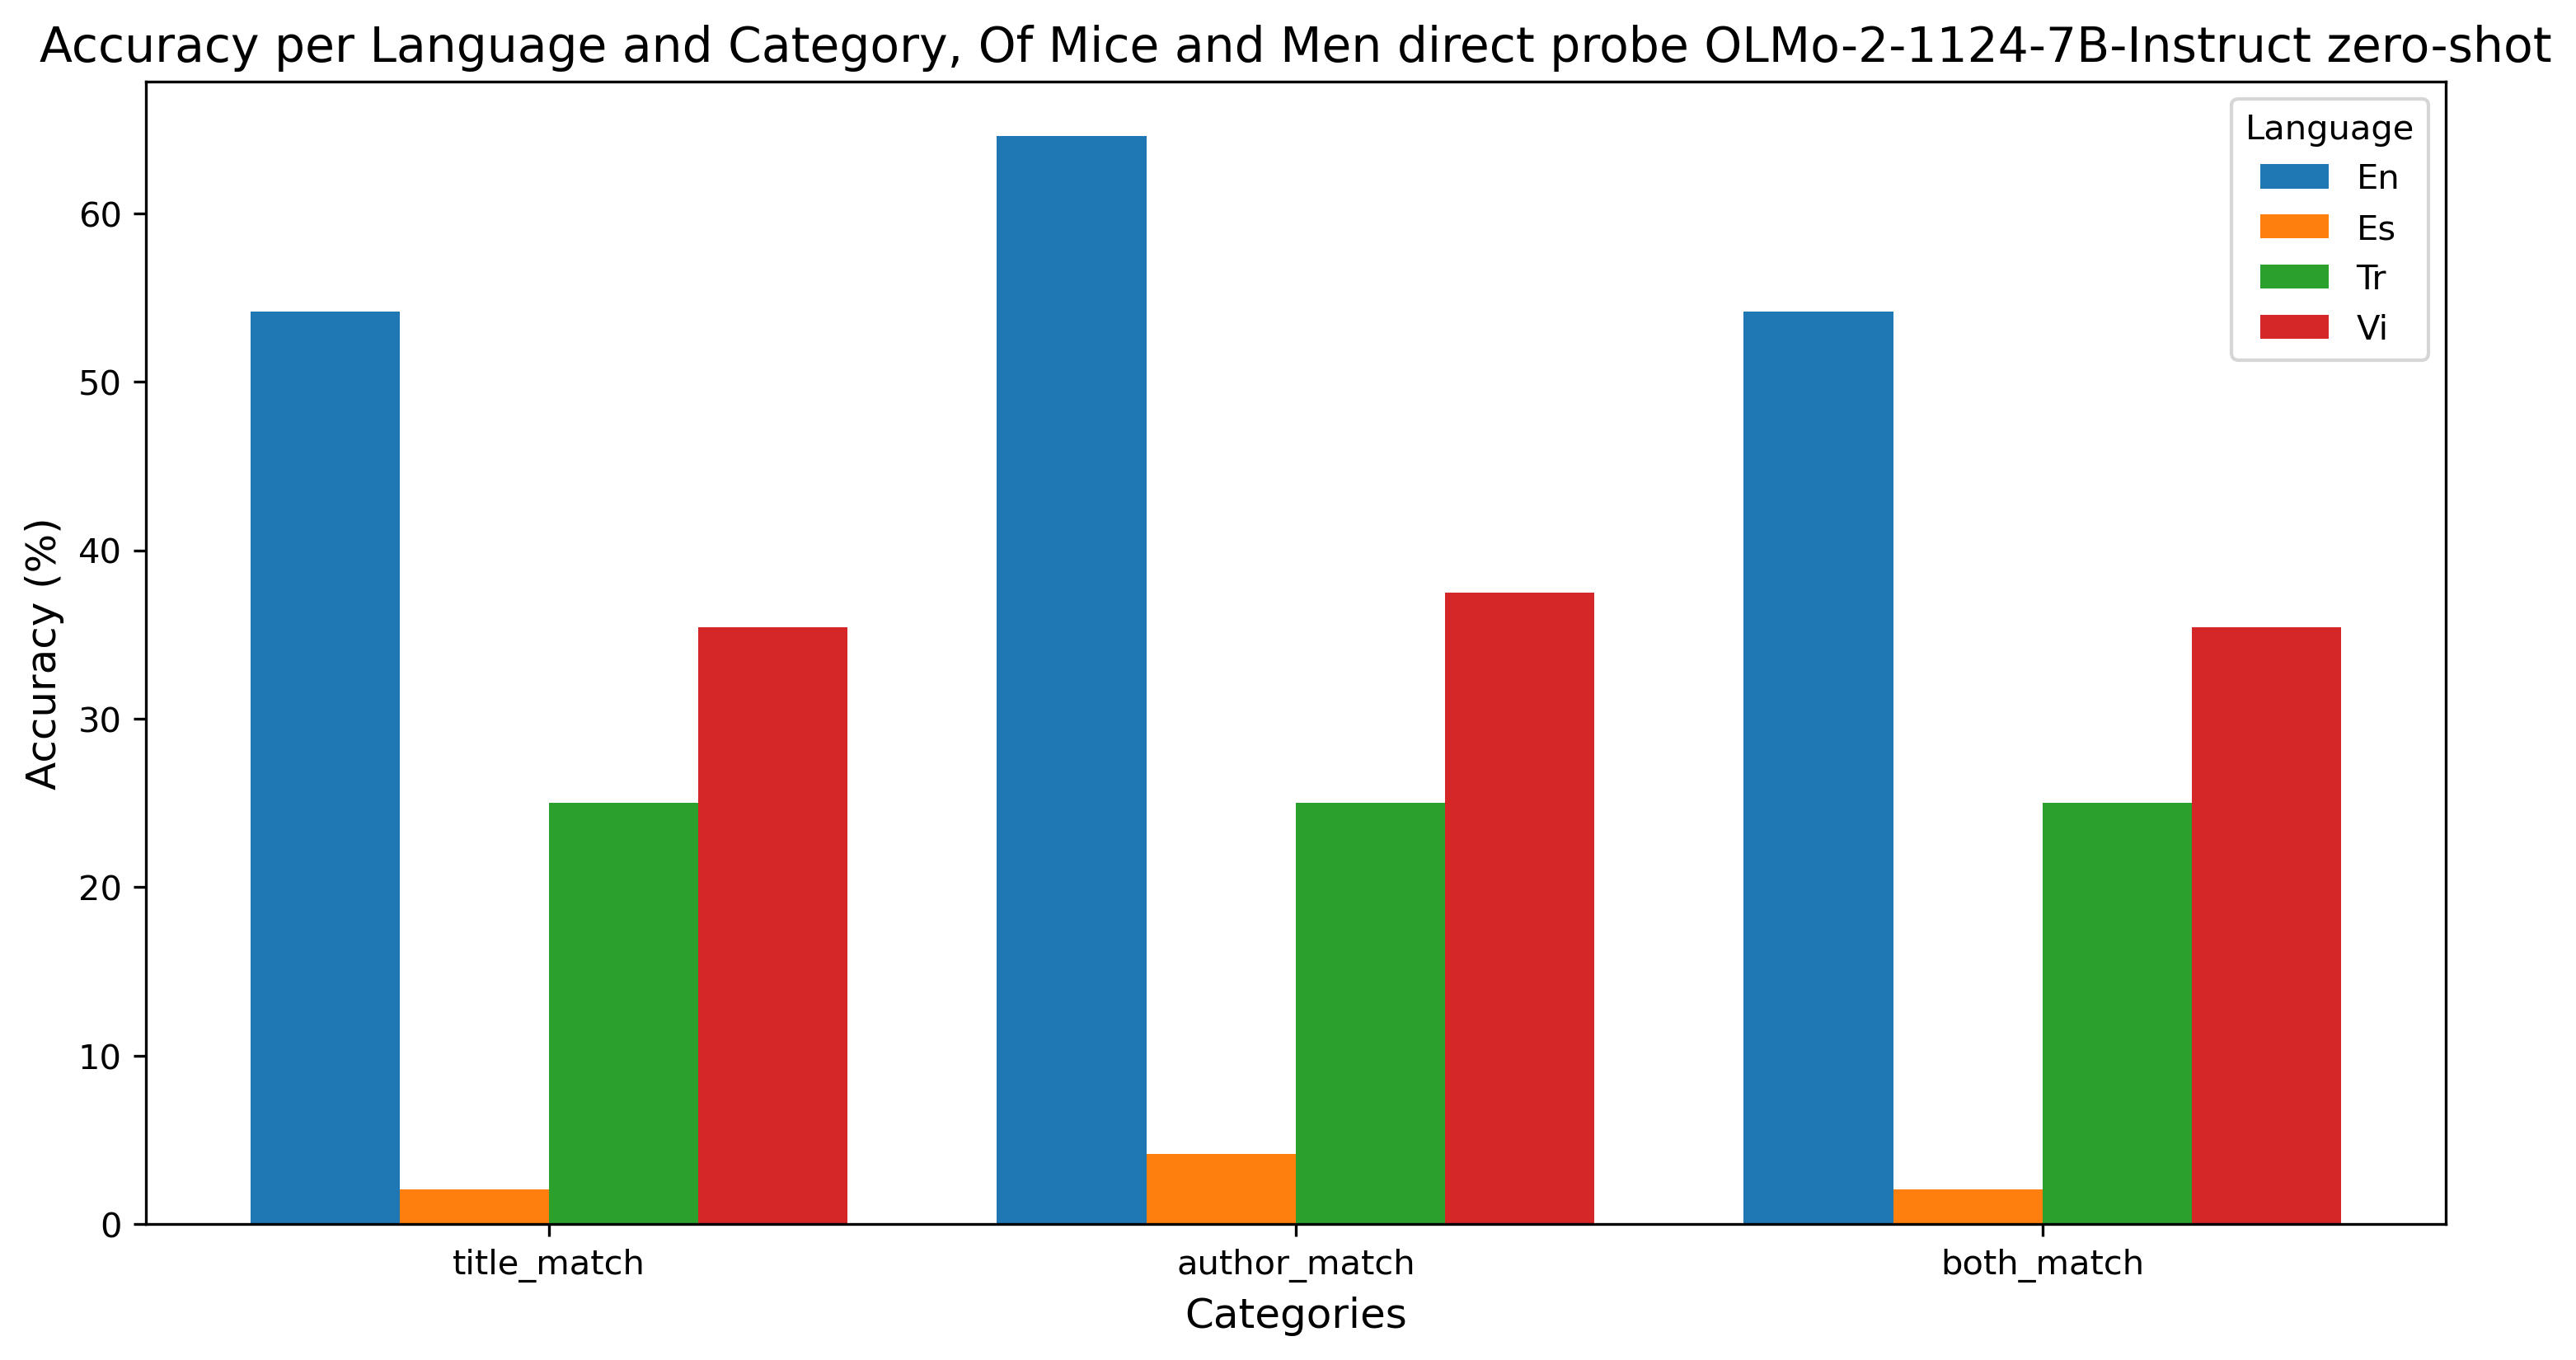 Accuracy per Language and Category, Of Mice and Men direct probe OLMo-2-1124-7B-Instruct zero-shot
Language
En
Es
Tr
Vi
Accuracy (%)
60
50
40
30
20
10
0
title_match
author_match
both_match
Categories